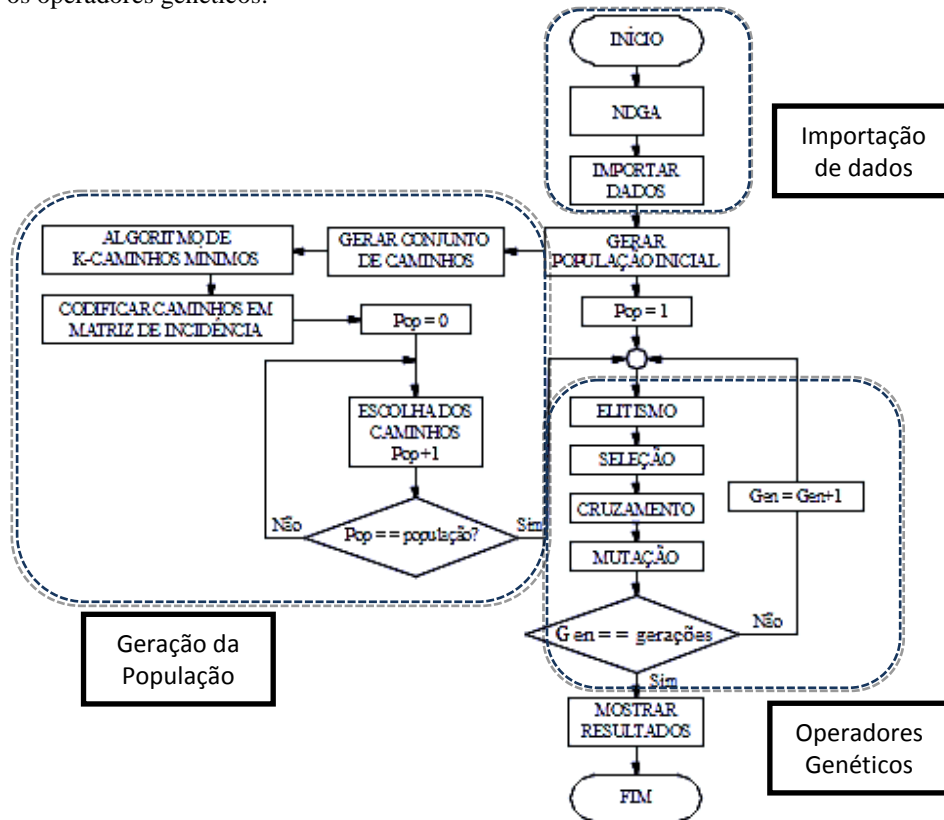 os operadores genéticos.
INÍCIO
NDGA
IMPORTAR
DADOS
Importação
de dados
GERAR
POPULAÇÃO INICIAL
GERAR CONJUNTO
DE CAMINHOS
ALGORITMO DE
K-CAMINHOS MÍNIMOS
CODIFICAR CAMINHOS EM
MATRIZ DE INCIDÊNCIA
Pop = 0
Pop = 1
ESCOLHA DOS
CAMINHOS
Pop+1
Pop == população?
Não
Sim
ELITISMO
SELEÇÃO
CRUZAMENTO
MUTAÇÃO
Gen = Gen+1
Gen == gerações
Não
Sim
Geração da
População
MOSTRAR
RESULTADOS
Operadores
Genéticos
FIM